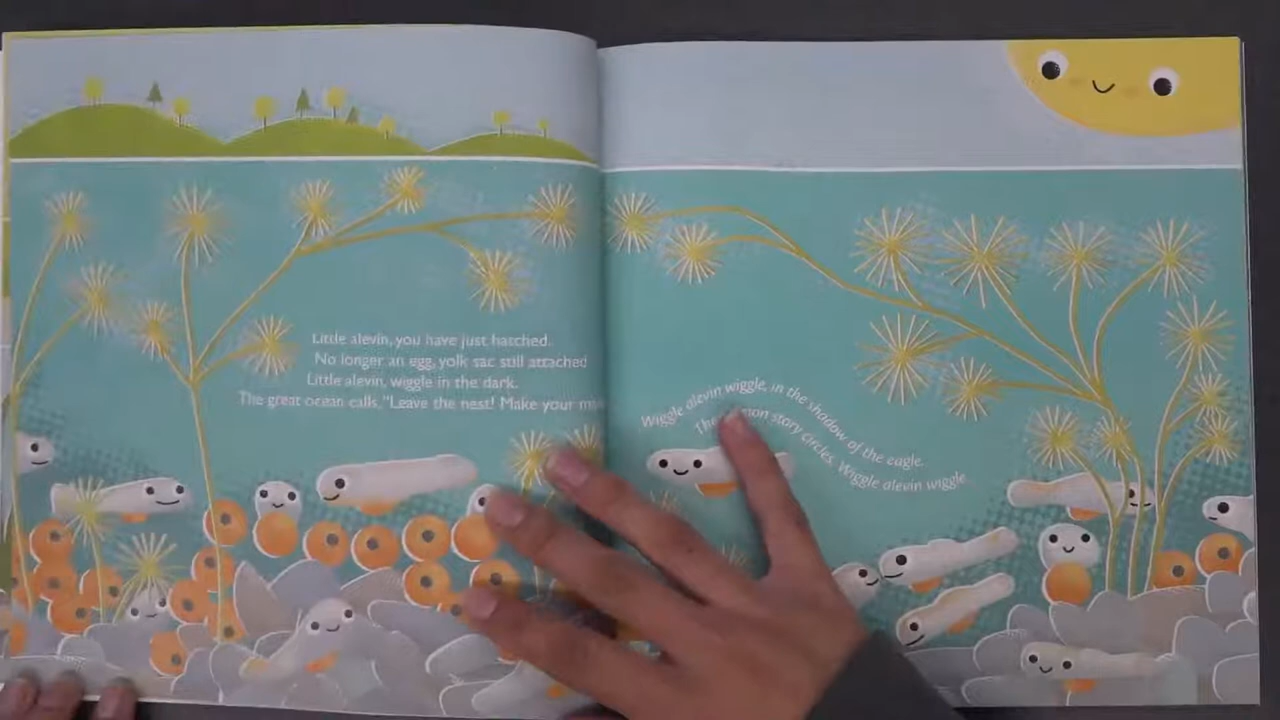 Little alevin, you have just hatched.
No longer an egg, yolk sac still attached
Little alevin, wiggle in the dark.
The great ocean calls, "Leave the nest! Make your
Wiggle alevin wiggle, in the shadow of the eagle.
story circles. Wiggle alevin wiggle